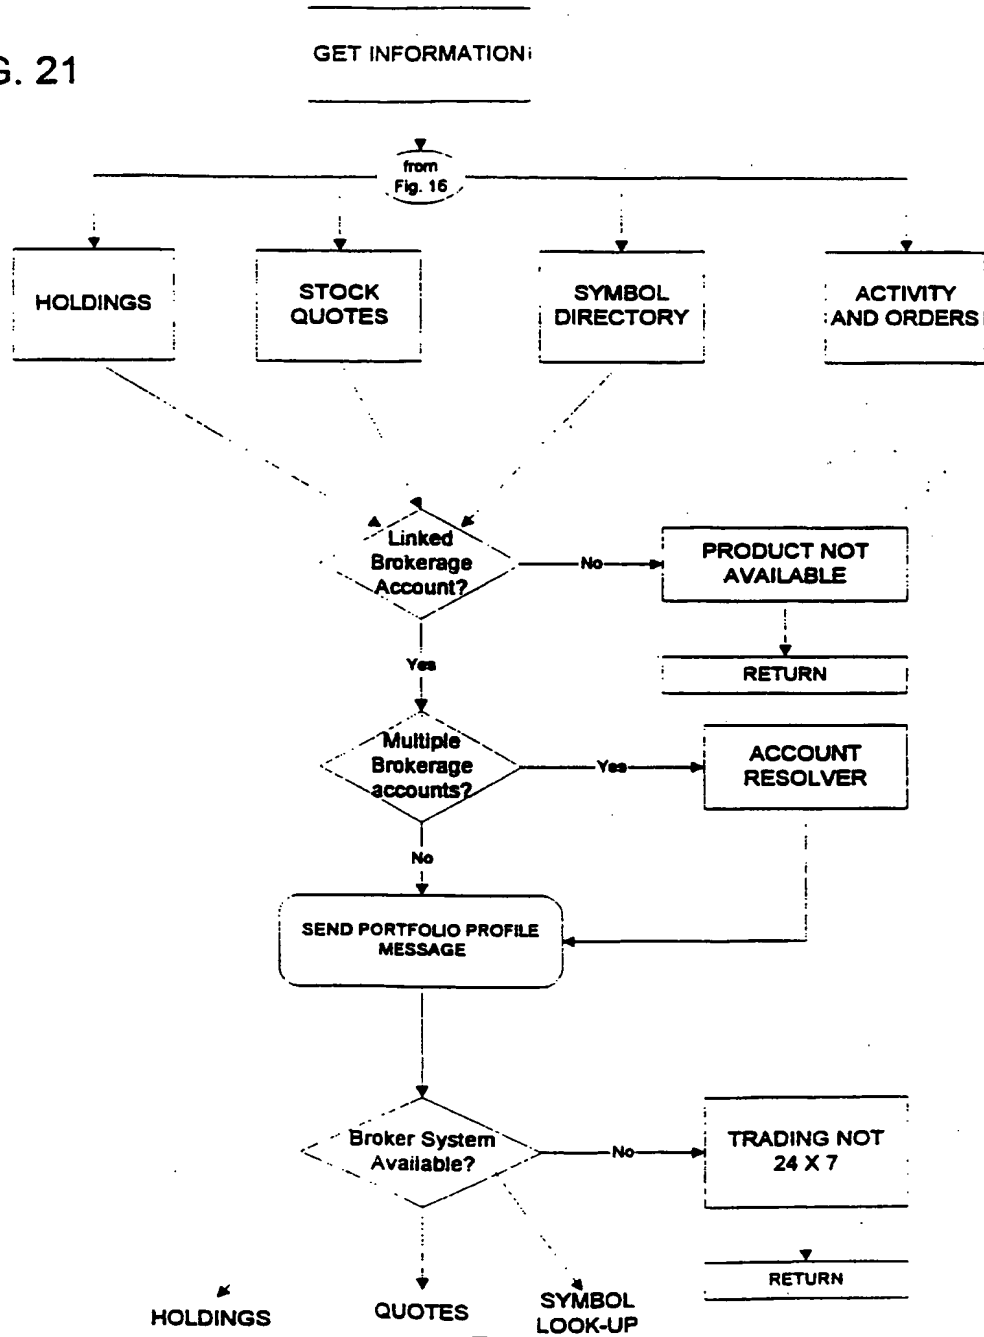 G. 21
GET INFORMATION
from
Fig. 16
HOLDINGS
STOCK
QUOTES
SYMBOL
DIRECTORY
ACTIVITY
AND ORDERS
Linked
Brokerage
Account?
No
PRODUCT NOT
AVAILABLE
Yes
RETURN
Multiple
Brokerage
accounts?
Yes
ACCOUNT
RESOLVER
No
SEND PORTFOLIO PROFILE
MESSAGE
Broker System
Available?
No
TRADING NOT
24 X 7
RETURN
HOLDINGS
QUOTES
SYMBOL
LOOK-UP